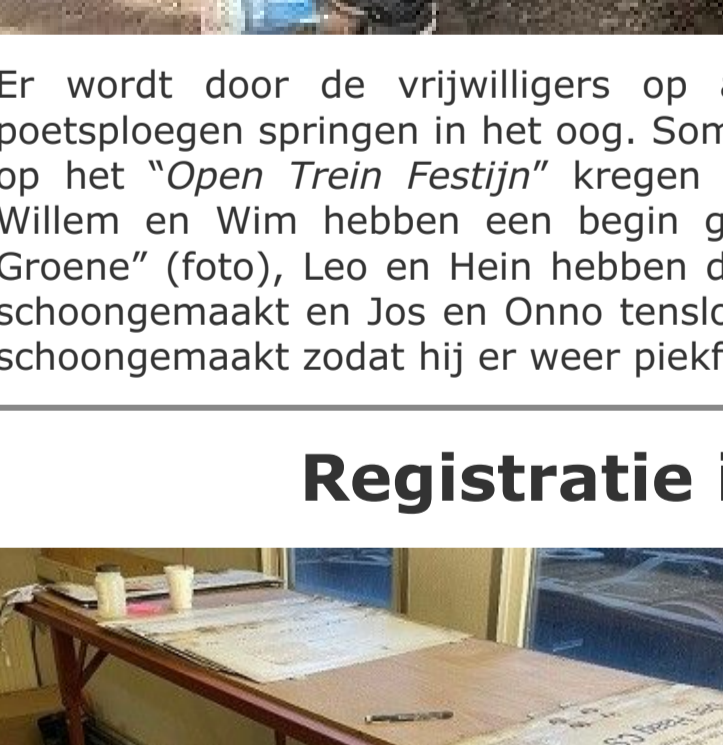 Er wordt door de vrijwilligers op
poetsploegen springen in het oog. Som
op het “Open Trein Festijn” kregen
Willem en Wim hebben een begin g
Groene” (foto), Leo en Hein hebben d
schoongemaakt en Jos en Onno tenslo
schoongemaakt zodat hij er weer piekf
Registratie i